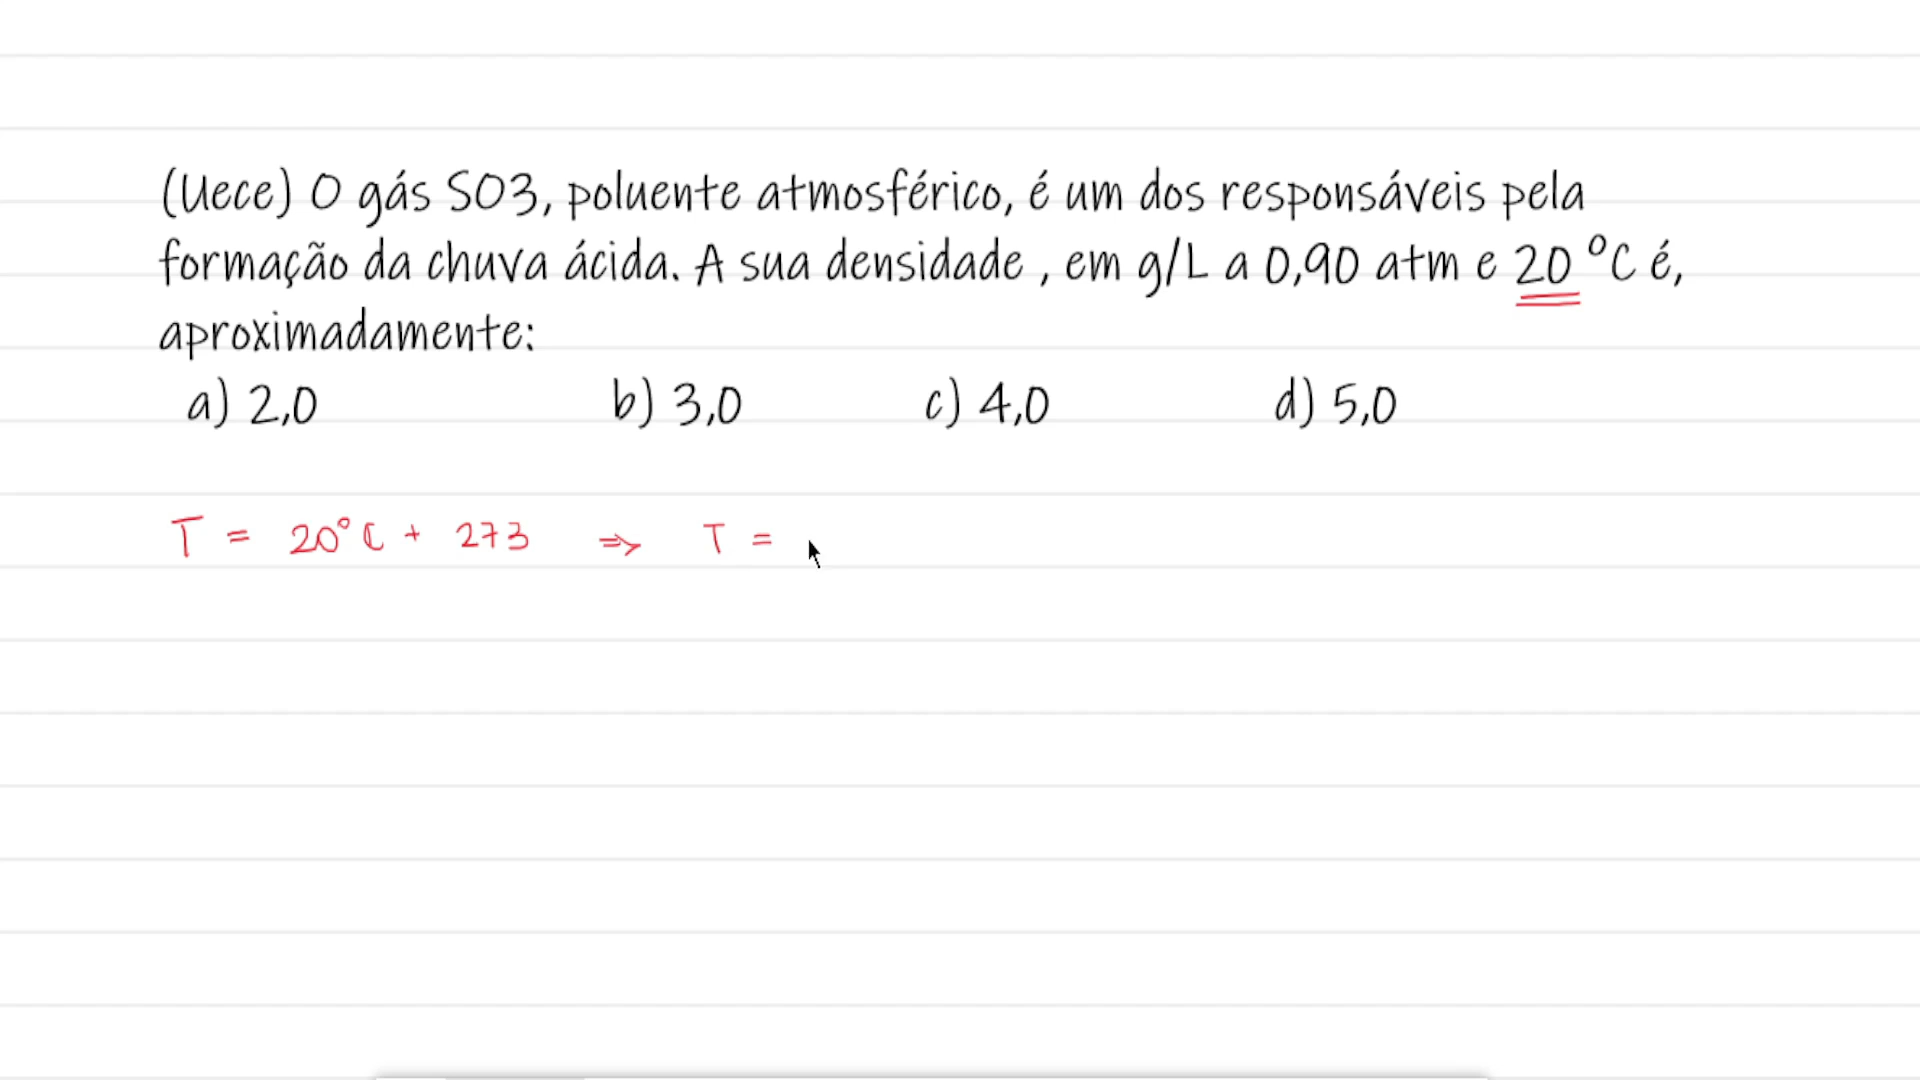 (Uece) O gás SO3, poluente atmosférico, é um dos responsáveis pela
formação da chuva ácida. A sua densidade , em g/L a 0,90 atm e 20 ºC é,
aproximadamente:
a) 2,0 b) 3,0 c) 4,0 d) 5,0
T = 20°C + 273 => T =